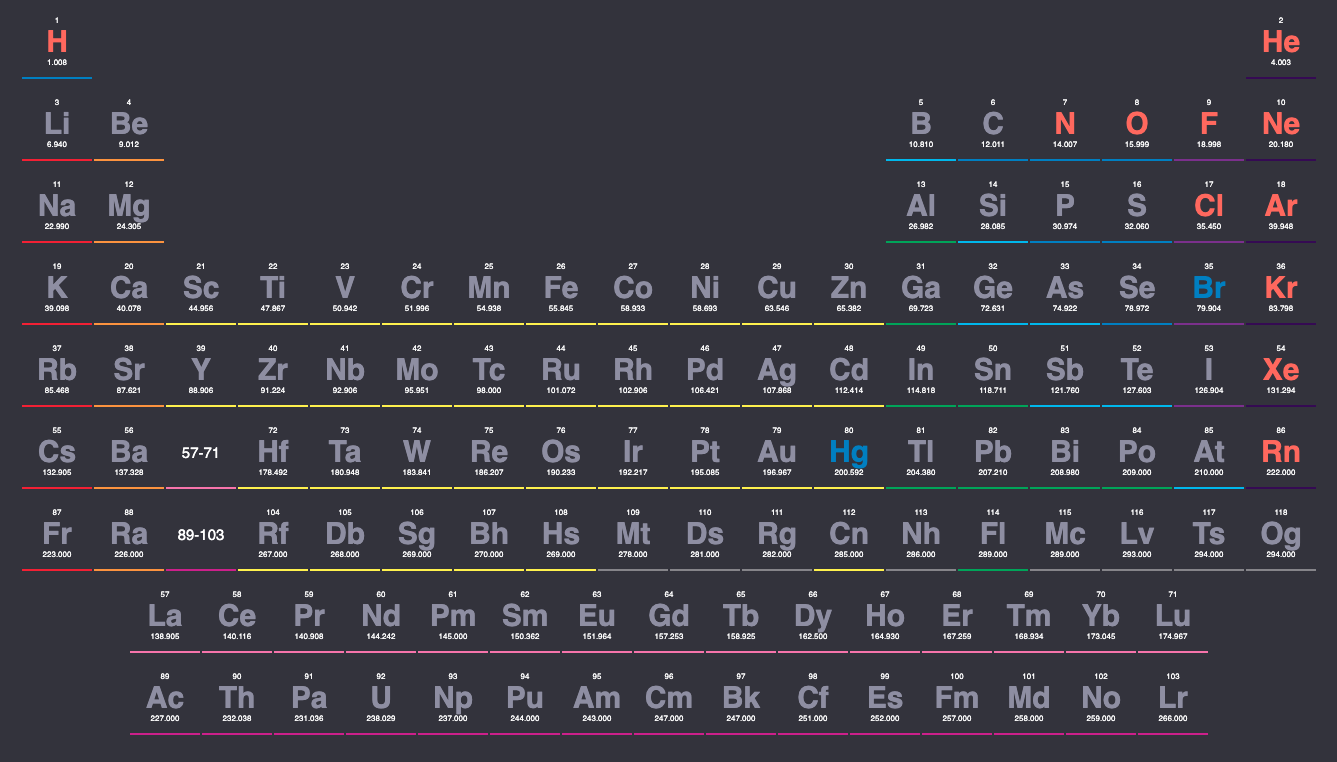 1 2
H He
1.008 4.003
3 4 5 6 7 8 9 10
Li Be B C N O F Ne
6.940 9.012 10.810 12.011 14.007 15.999 18.998 20.180
11 12 13 14 15 16 17 18
Na Mg Al Si P S Cl Ar
22.990 24.305 26.982 28.085 30.974 32.060 35.450 39.948
19 20 21 22 23 24 25 26 27 28 29 30 31 32 33 34 35 36
K Ca Sc Ti V Cr Mn Fe Co Ni Cu Zn Ga Ge As Se Br Kr
39.098 40.078 44.956 47.867 50.942 51.996 54.938 55.845 58.933 58.693 63.546 65.382 69.723 72.631 74.922 78.972 79.904 83.798
37 38 39 40 41 42 43 44 45 46 47 48 49 50 51 52 53 54
Rb Sr Y Zr Nb Mo Tc Ru Rh Pd Ag Cd In Sn Sb Te I Xe
85.468 87.621 88.906 91.224 92.906 95.951 98.000 101.072 102.906 106.421 107.868 112.414 114.818 118.711 121.760 127.603 126.904 131.294
55 56 72 73 74 75 76 77 78 79 80 81 82 83 84 85 86
Cs Ba 57-71 Hf Ta W Re Os Ir Pt Au Hg Tl Pb Bi Po At Rn
132.905 137.328 178.492 180.948 183.841 186.207 190.233 192.217 195.085 196.967 200.592 204.380 207.210 208.980 209.000 210.000 222.000
87 88 104 105 106 107 108 109 110 111 112 113 114 115 116 117 118
Fr Ra 89-103 Rf Db Sg Bh Hs Mt Ds Rg Cn Nh Fl Mc Lv Ts Og
223.000 226.000 267.000 268.000 269.000 270.000 269.000 278.000 281.000 282.000 285.000 286.000 289.000 289.000 293.000 294.000 294.000
57 58 59 60 61 62 63 64 65 66 67 68 69 70 71
La Ce Pr Nd Pm Sm Eu Gd Tb Dy Ho Er Tm Yb Lu
138.905 140.116 140.908 144.242 145.000 150.362 151.964 157.253 158.925 162.500 164.930 167.259 168.934 173.045 174.967
89 90 91 92 93 94 95 96 97 98 99 100 101 102 103
Ac Th Pa U Np Pu Am Cm Bk Cf Es Fm Md No Lr
227.000 232.038 231.036 238.029 237.000 244.000 243.000 247.000 247.000 251.000 252.000 257.000 258.000 259.000 266.000